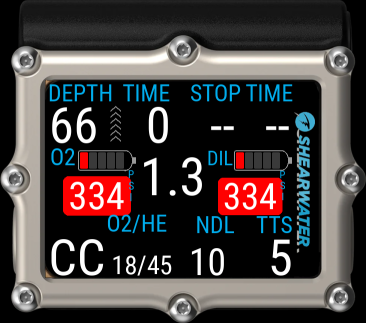 DEPTH TIME STOP TIME
66 0 -- --
O2 DIL
PSI PSI
334 1.3 334
O2/HE NDL TTS
CC 18/45 10 5
SHEARWATER